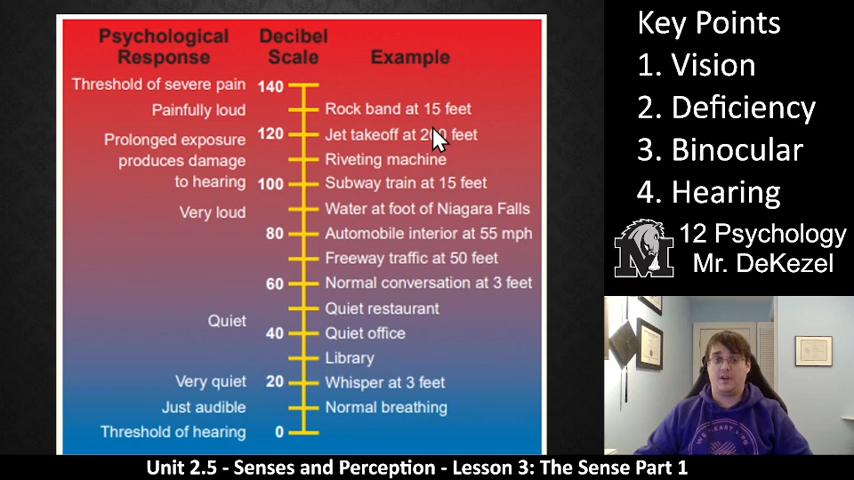 Psychological Response
Decibel Scale
Example
Threshold of severe pain
140
Painfully loud
Rock band at 15 feet
Prolonged exposure
produces damage
to hearing
120
Jet takeoff at feet
Riveting machine
100
Subway train at 15 feet
Very loud
Water at foot of Niagara Falls
80
Automobile interior at 55 mph
Freeway traffic at 50 feet
60
Normal conversation at 3 feet
Quiet restaurant
Quiet
40
Quiet office
Library
Very quiet
20
Whisper at 3 feet
Just audible
Normal breathing
Threshold of hearing
0
Key Points
1. Vision
2. Deficiency
3. Binocular
4. Hearing
M
12 Psychology
Mr. DeKezel
Unit 2.5 - Senses and Perception - Lesson 3: The Sense Part 1